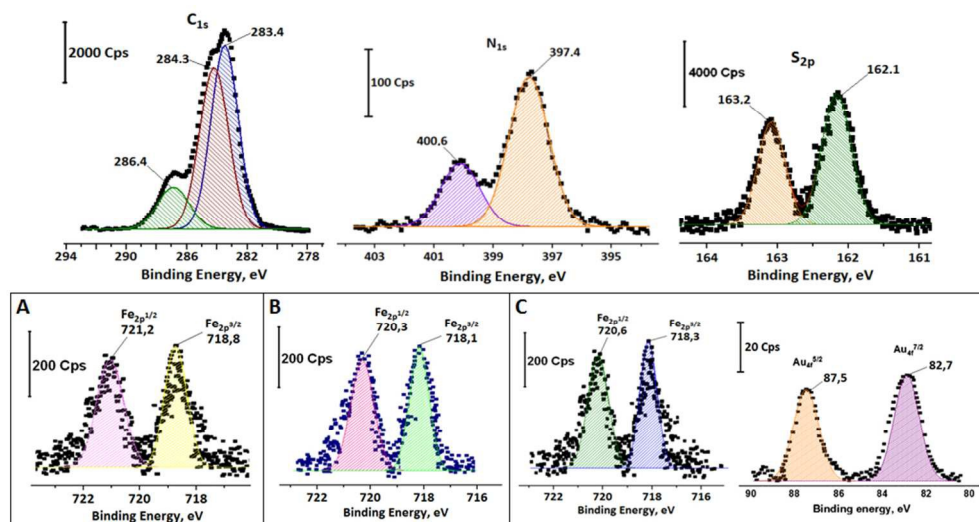 C1s
2000 Cps
284.3
283.4
286.4
294 292 290 288 286 284 282 280 278
Binding Energy, eV
N1s
100 Cps
397.4
400.6
403 401 399 397 395
Binding Energy, eV
S2p
4000 Cps
163.2
162.1
164 163 162 161
Binding Energy, eV
A
200 Cps
Fe2p1/2
721,2
Fe2p3/2
718,8
722 720 718
Binding Energy, eV
B
200 Cps
Fe2p1/2
720,3
Fe2p3/2
718,1
722 720 718 716
Binding energy, eV
C
200 Cps
Fe2p1/2
720,6
Fe2p3/2
718,3
722 720 718 716
Binding Energy, eV
20 Cps
Au4f5/2
87,5
Au4f7/2
82,7
90 88 86 84 82 80
Binding energy, eV